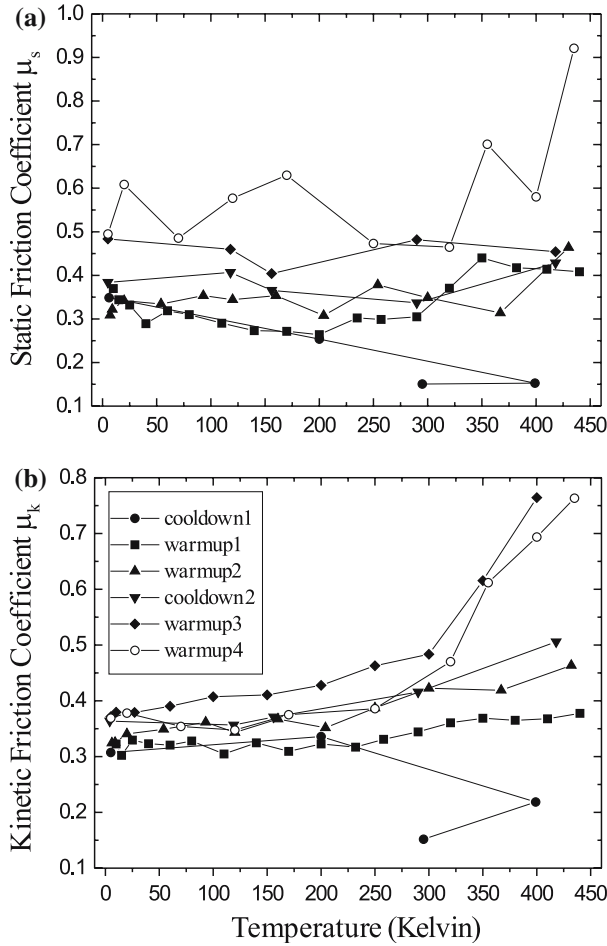 (a)
Static Friction Coefficient μs
1.0
0.9
0.8
0.7
0.6
0.5
0.4
0.3
0.2
0.1
0 50 100 150 200 250 300 350 400 450
(b)
Kinetic Friction Coefficient μk
0.8
0.7
0.6
0.5
0.4
0.3
0.2
0.1
cooldown1
warmup1
warmup2
cooldown2
warmup3
warmup4
0 50 100 150 200 250 300 350 400 450
Temperature (Kelvin)